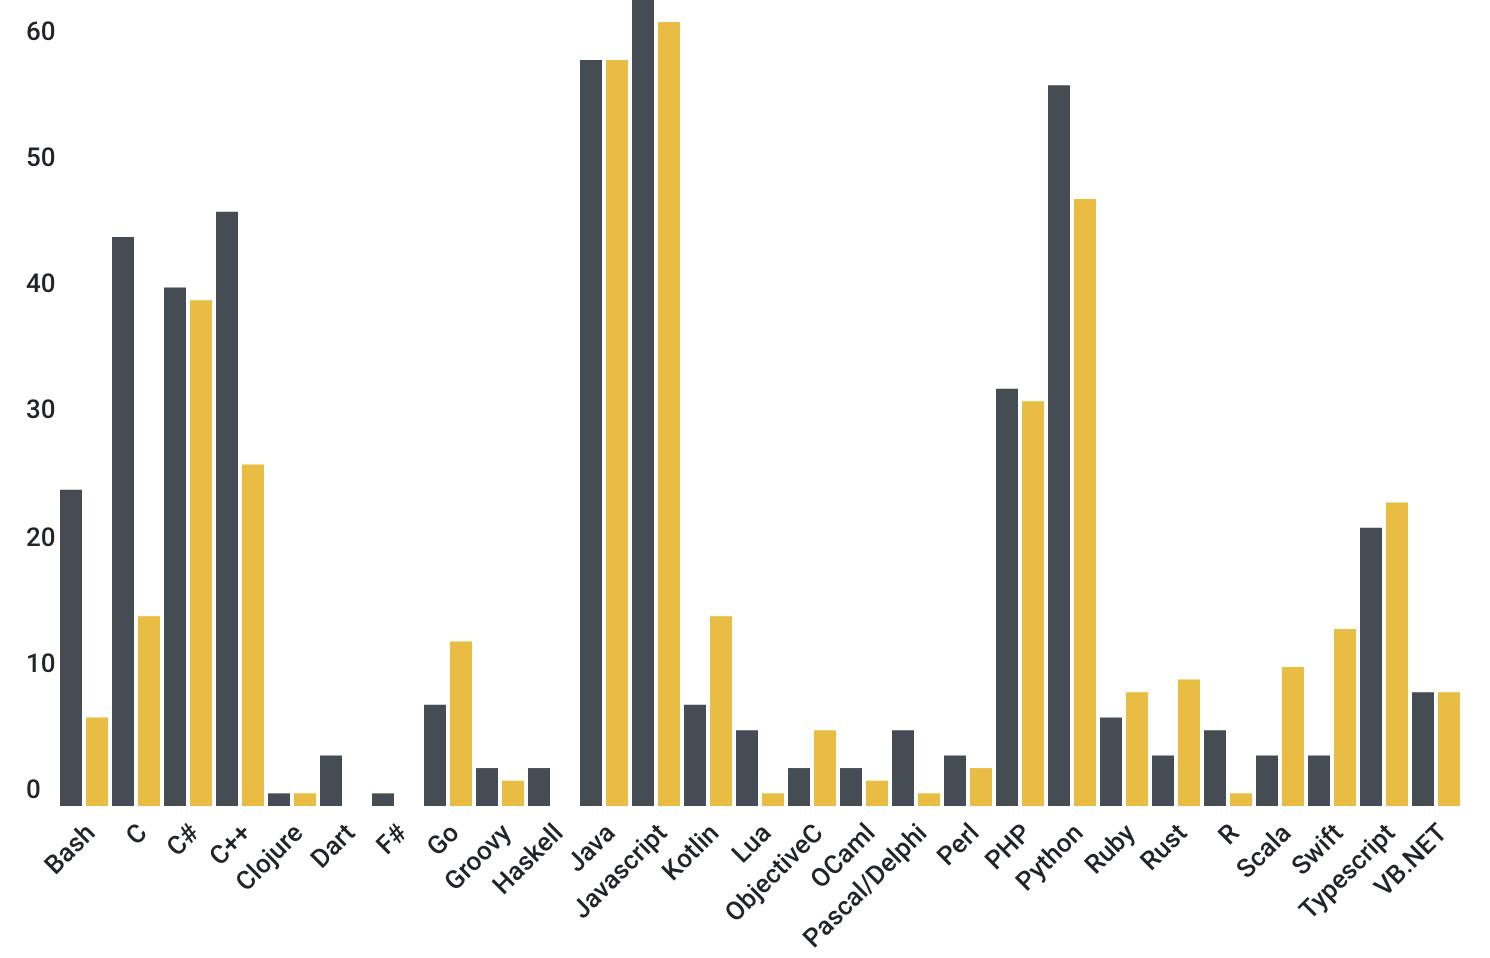 60
50
40
30
20
10
0
Bash
C
C#
C++
Clojure
Dart
F#
Go
Groovy
Haskell
Java
Javascript
Kotlin
Lua
ObjectiveC
OCaml
Pascal/Delphi
Perl
PHP
Python
Ruby
Rust
R
Scala
Swift
Typescript
VB.NET